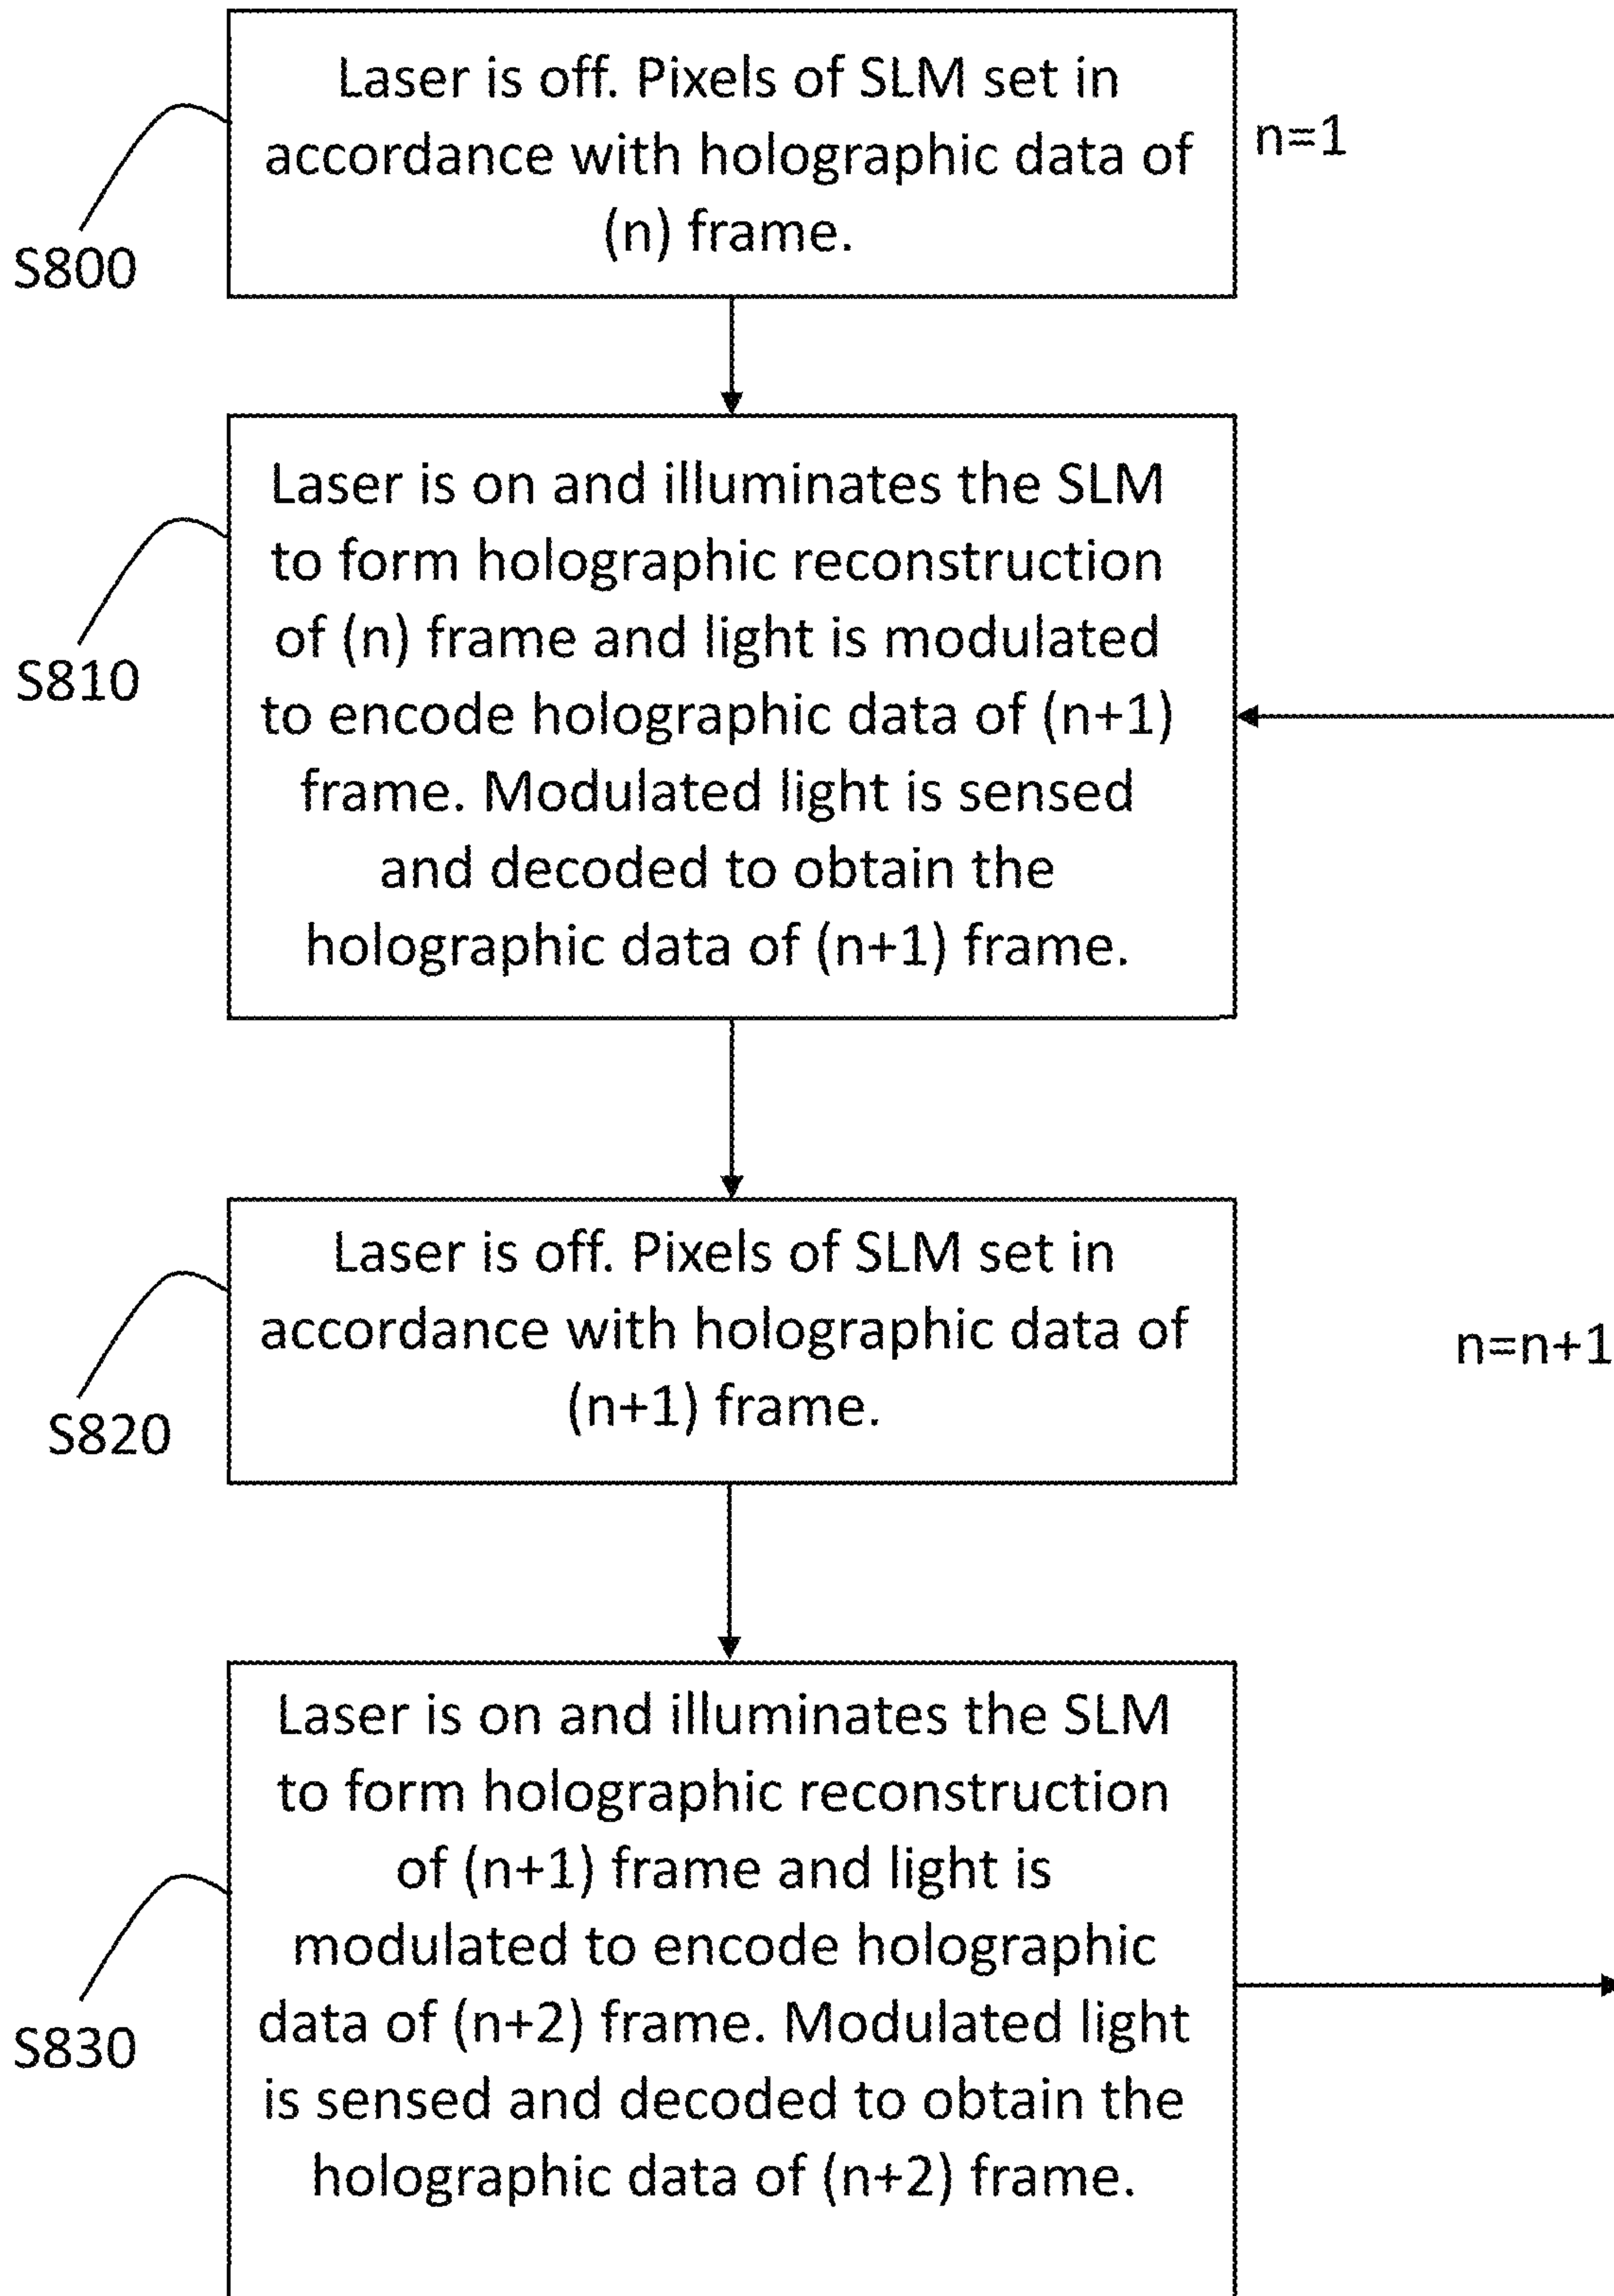 Laser is off. Pixels of SLM set in
accordance with holographic data of
(n) frame.
n=1
S800
Laser is on and illuminates the SLM
to form holographic reconstruction
of (n) frame and light is modulated
to encode holographic data of (n+1)
frame. Modulated light is sensed
and decoded to obtain the
holographic data of (n+1) frame.
S810
Laser is off. Pixels of SLM set in
accordance with holographic data of
(n+1) frame.
n=n+1
S820
Laser is on and illuminates the SLM
to form holographic reconstruction
of (n+1) frame and light is
modulated to encode holographic
data of (n+2) frame. Modulated light
is sensed and decoded to obtain the
holographic data of (n+2) frame.
S830